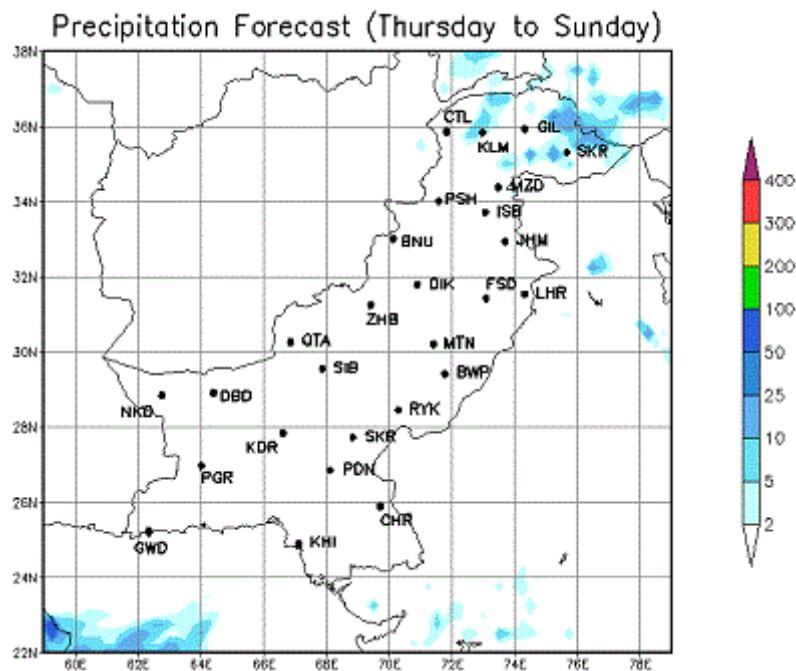 Precipitation Forecast (Thursday to Sunday)
38N
36N
34N
32N
30N
28N
26N
24N
22N
60E
62E
64E
66E
68E
70E
72E
74E
76E
78E
CTL
KLM
GIL
SKR
MZD
PSH
ISB
BNU
JHM
DIK
FSD
LHR
ZHB
QTA
MTN
SIB
BWP
NKD
DBD
RYK
KDR
SKR
PGR
PDN
CHR
GWD
KHI
400
300
200
100
50
25
10
5
2